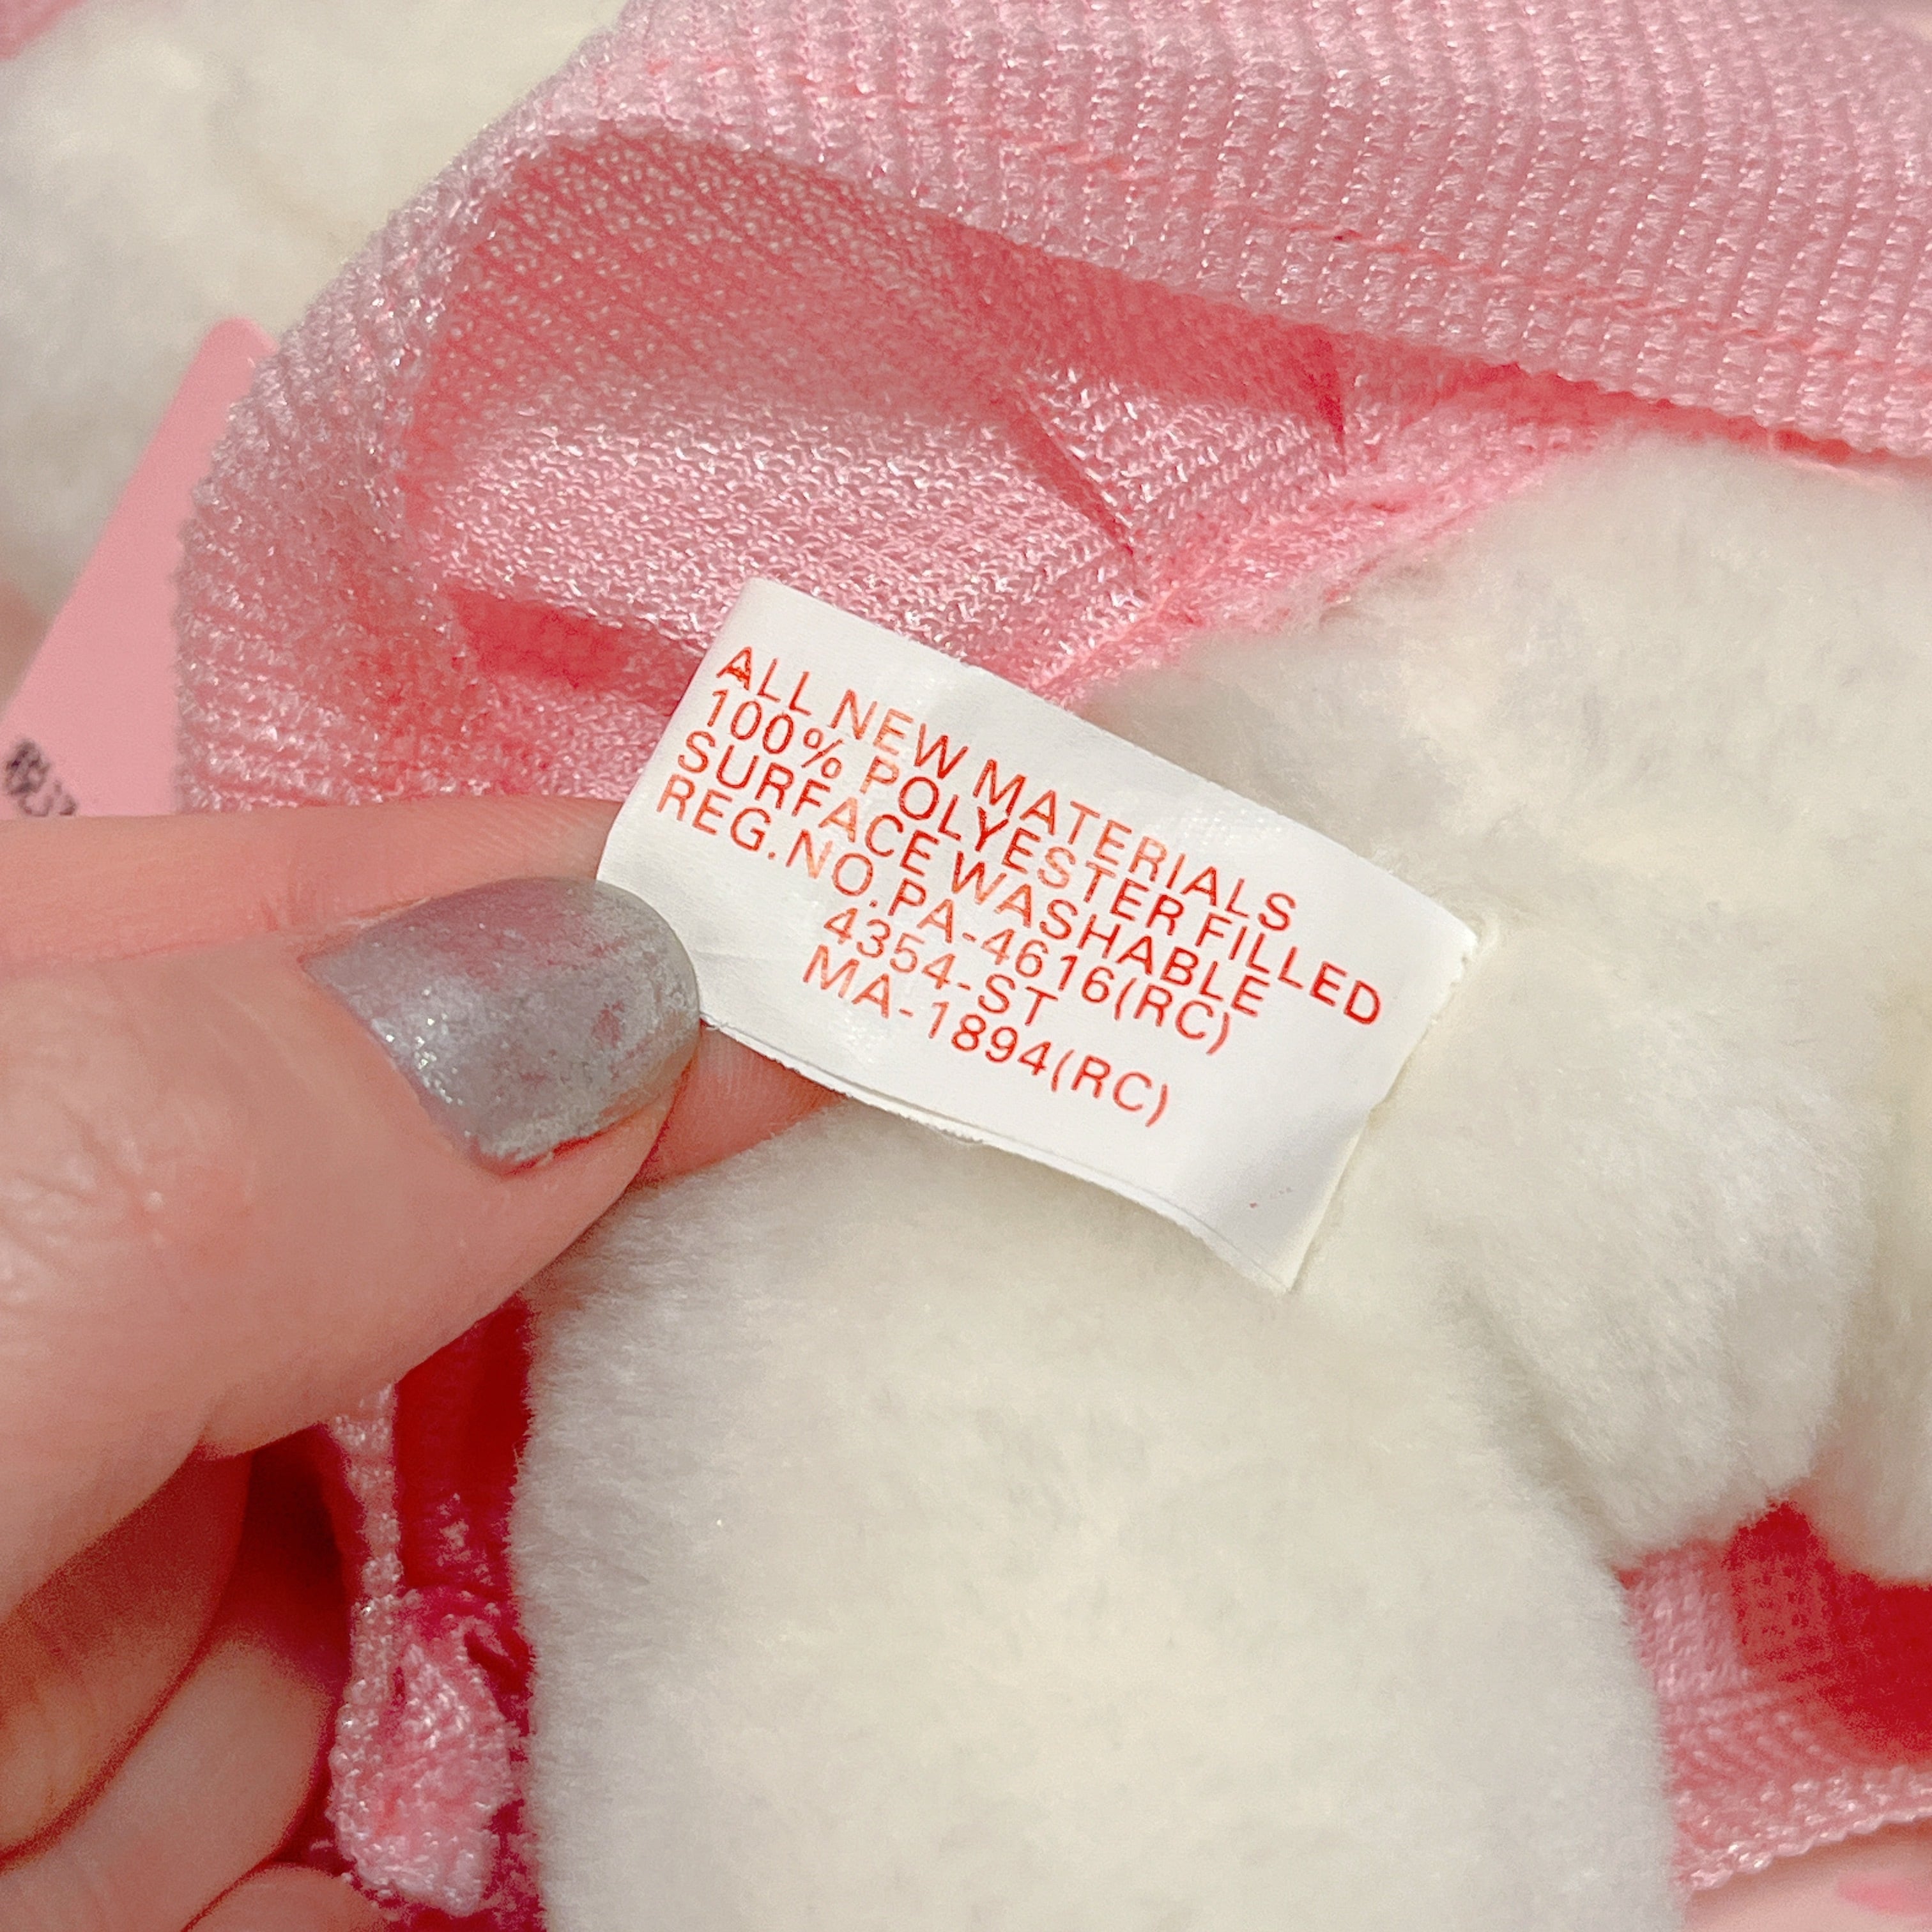 ALL NEW MATERIALS
100% POLYESTER FILLED
SURFACE WASHABLE
REG.NO.PA-4616(RC)
4354-ST
MA-1894(RC)